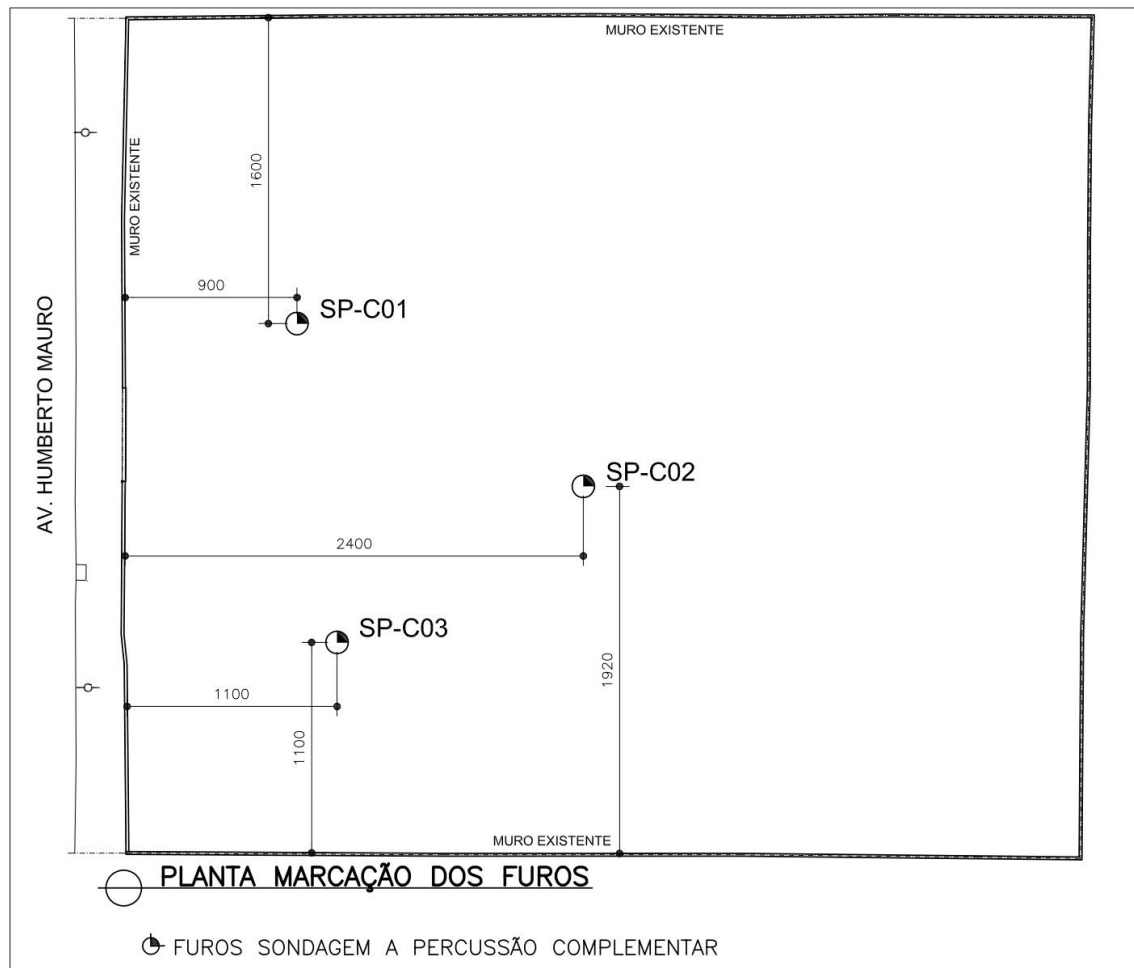 MURO EXISTENTE
MURO EXISTENTE
1600
900
SP-C01
AV. HUMBERTO MAURO
SP-C02
2400
SP-C03
1920
1100
1100
MURO EXISTENTE
PLANTA MARCAÇÃO DOS FUROS
FUROS SONDAGEM A PERCUSSÃO COMPLEMENTAR